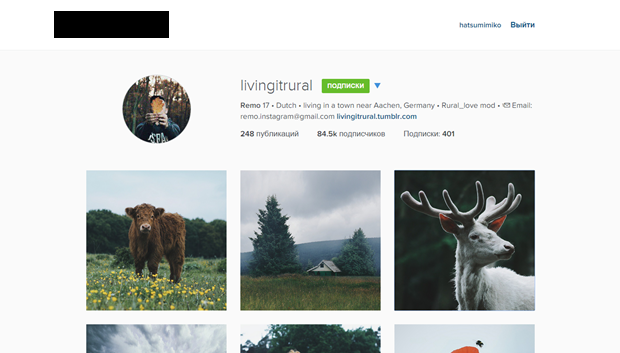 hatsumimiko Выйти
livingitrural подписки
Remo 17 • Dutch • living in a town near Aachen, Germany • Rural_love mod • Email:
remo.instagram@gmail.com livingitrural.tumblr.com
248 публикаций 84.5k подписчиков Подписки: 401